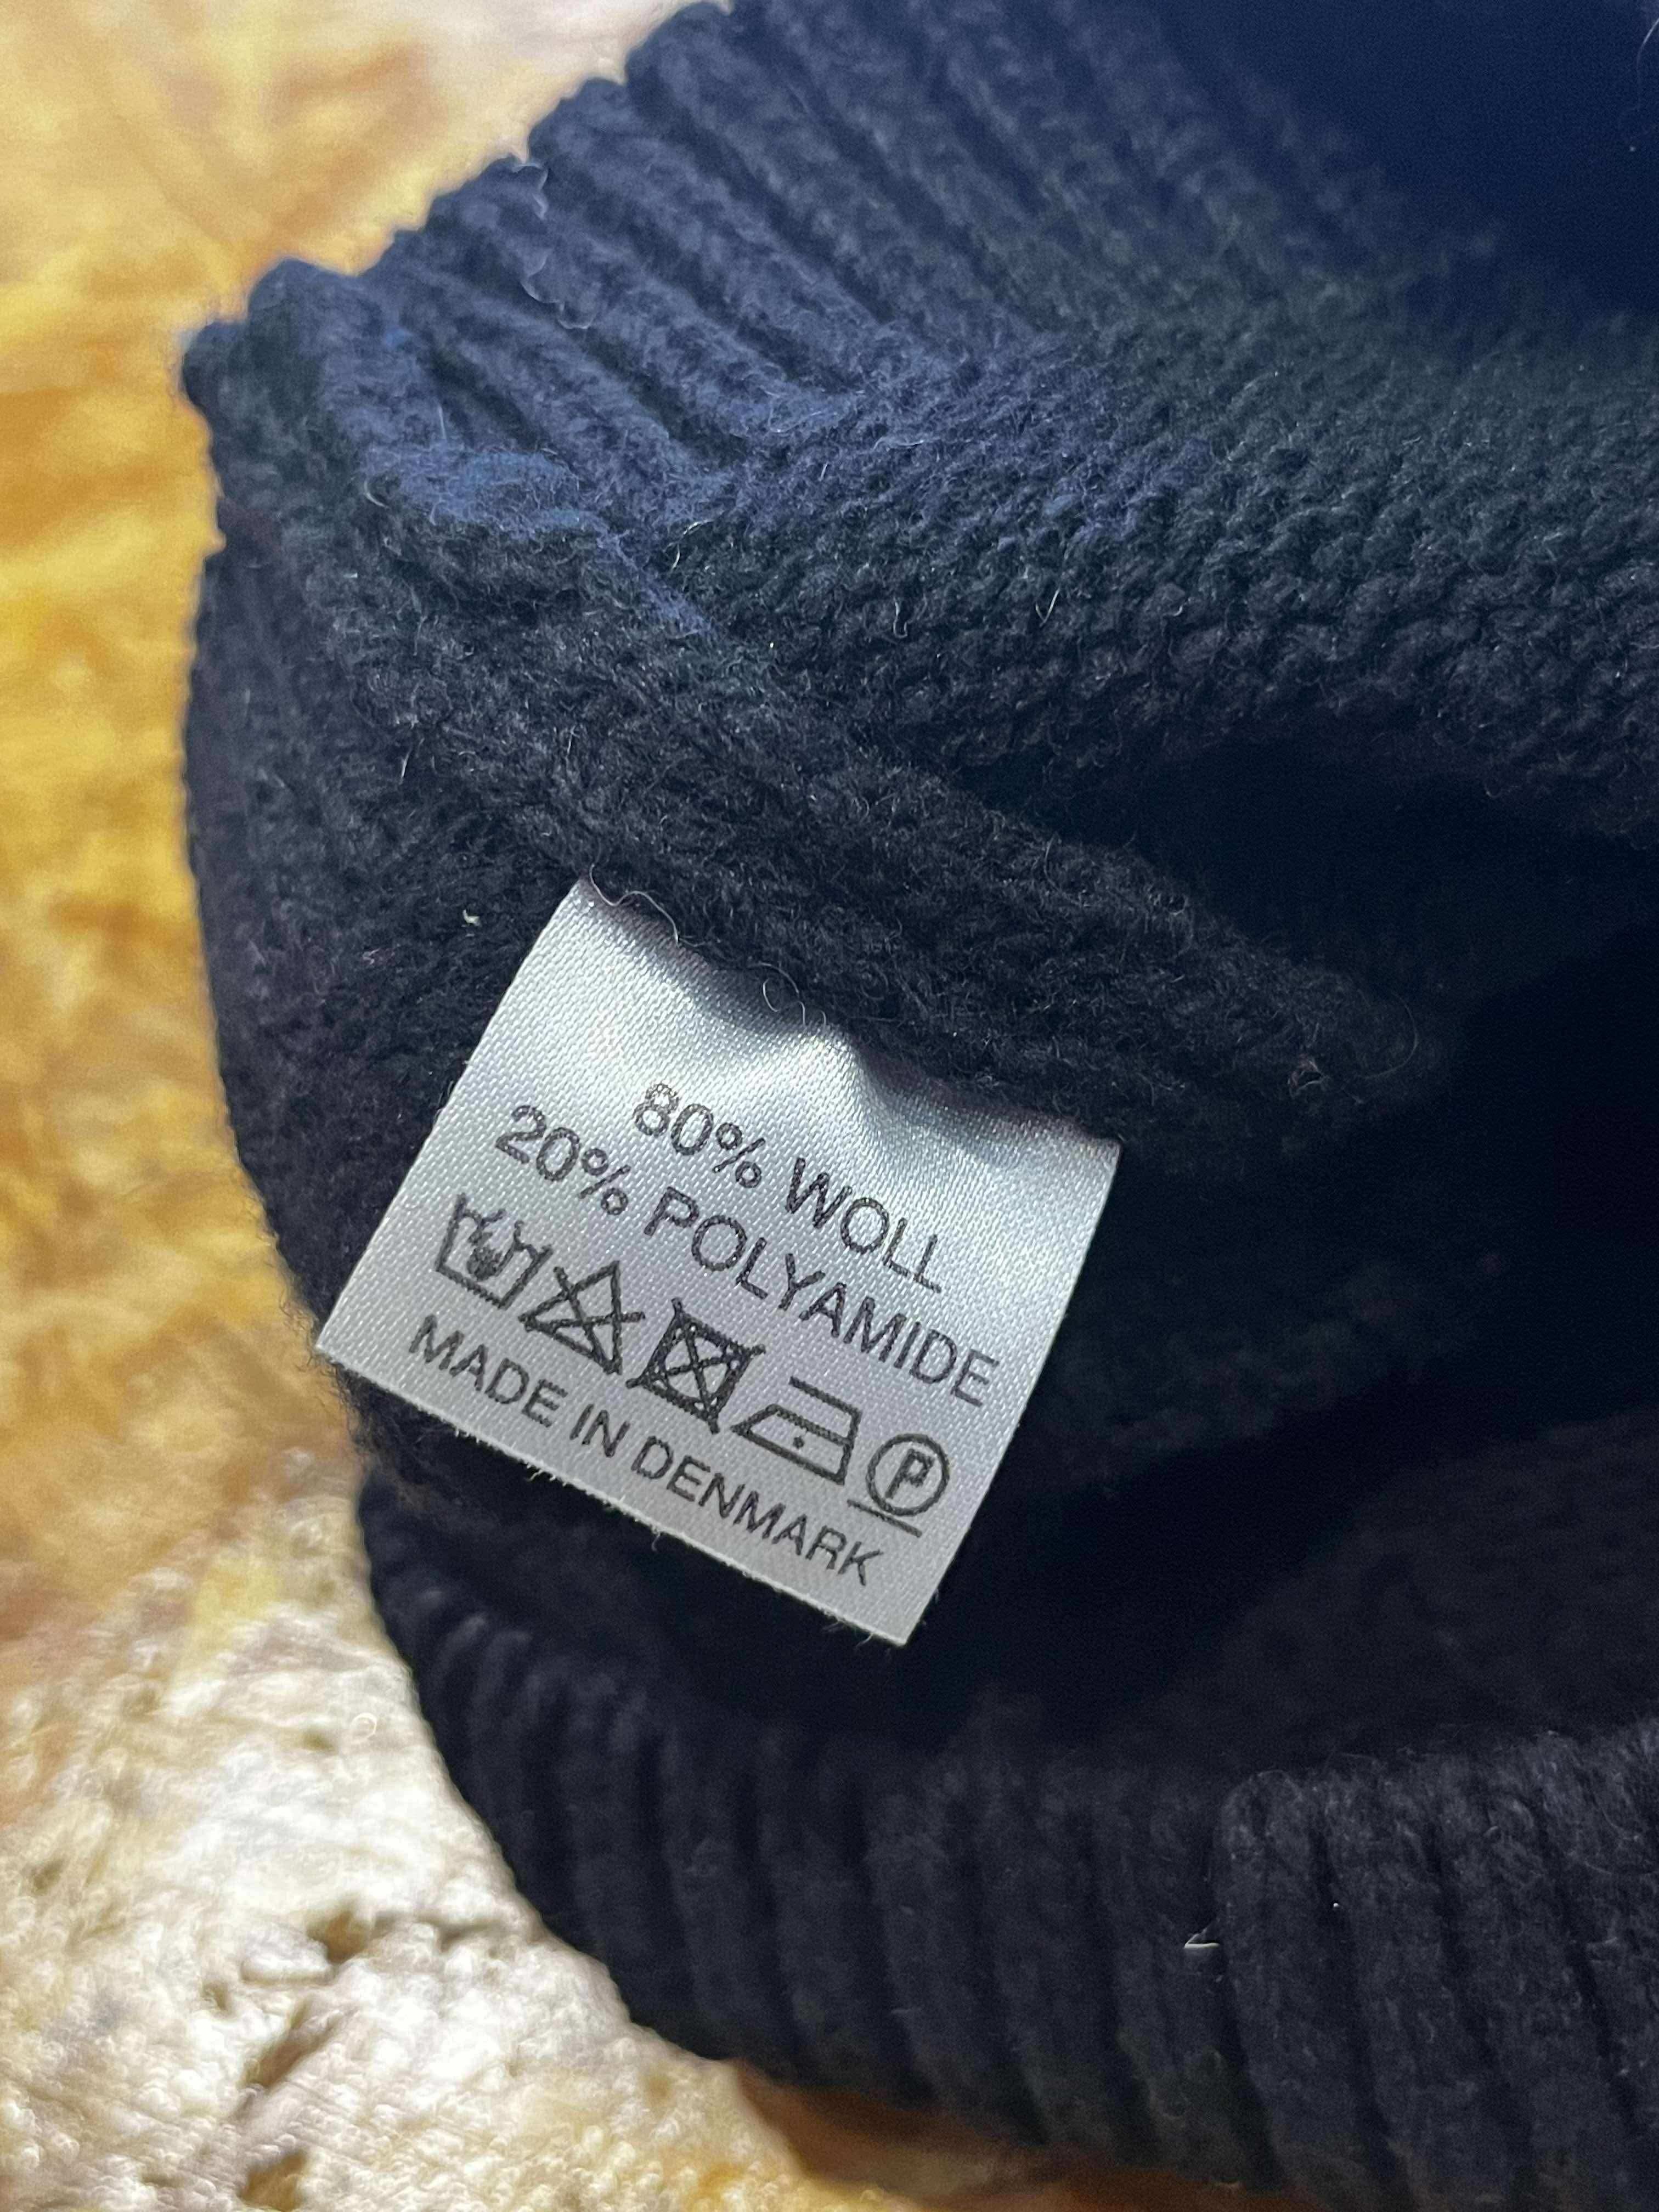 80% WOLL
20% POLYAMIDE
P
MADE IN DENMARK